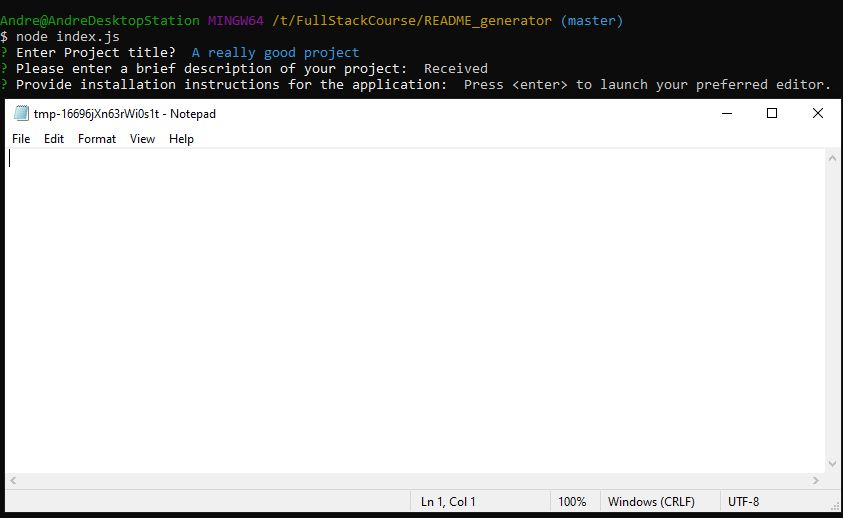 Andre@AndreDesktopStation MINGW64 /t/FullStackCourse/README_generator (master)
$ node index.js
? Enter Project title?  A really good project
? Please enter a brief description of your project:  Received
? Provide installation instructions for the application:  Press <enter> to launch your preferred editor.
tmp-16696jXn63rWi0s1t - Notepad
File Edit Format View Help
Ln 1, Col 1 100% Windows (CRLF) UTF-8